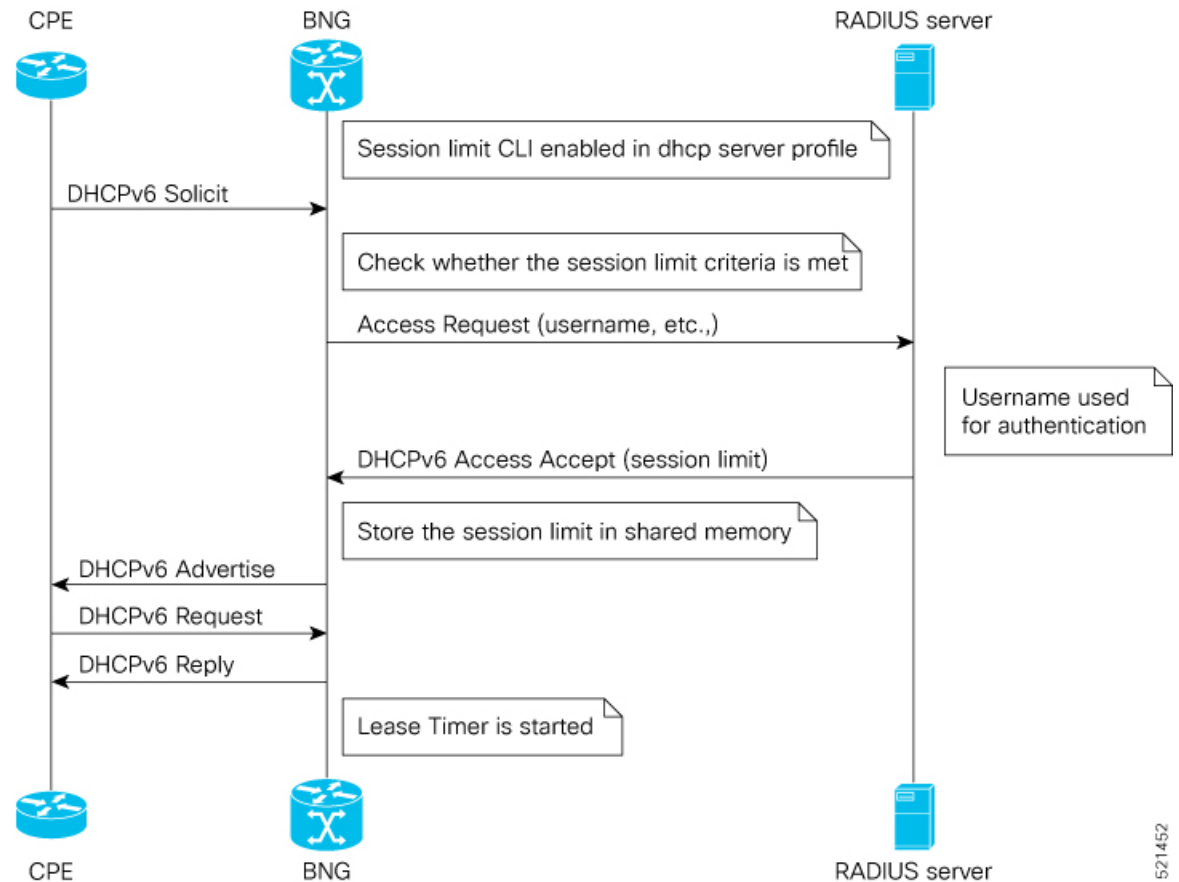 CPE
BNG
RADIUS server
Session limit CLI enabled in dhcp server profile
DHCPv6 Solicit
Check whether the session limit criteria is met
Access Request (username, etc.,)
Username used
for authentication
DHCPv6 Access Accept (session limit)
Store the session limit in shared memory
DHCPv6 Advertise
DHCPv6 Request
DHCPv6 Reply
Lease Timer is started
CPE
BNG
RADIUS server
521452